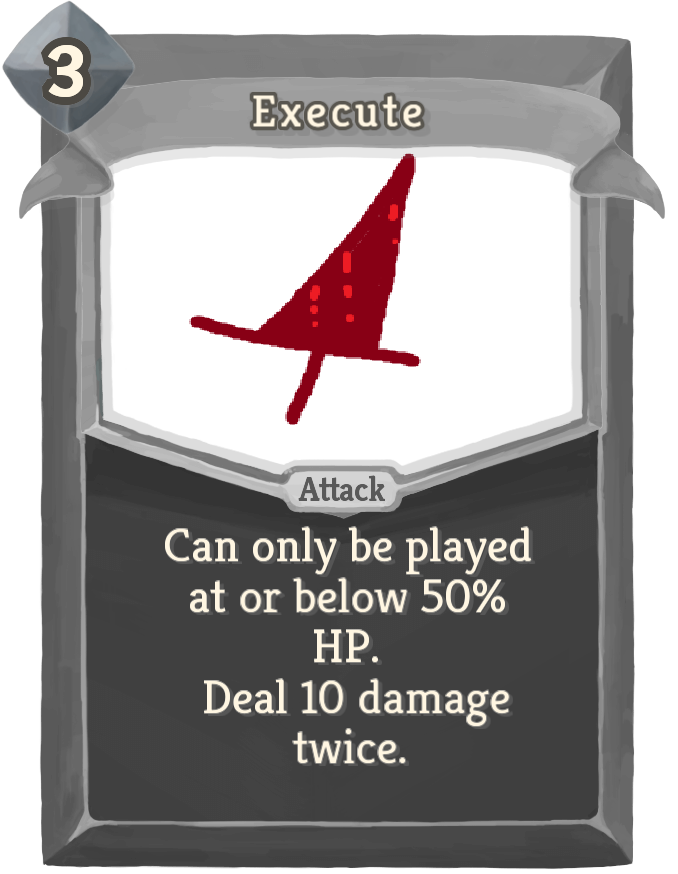 3
Execute
Attack
Can only be played
at or below 50%
HP.
Deal 10 damage
twice.